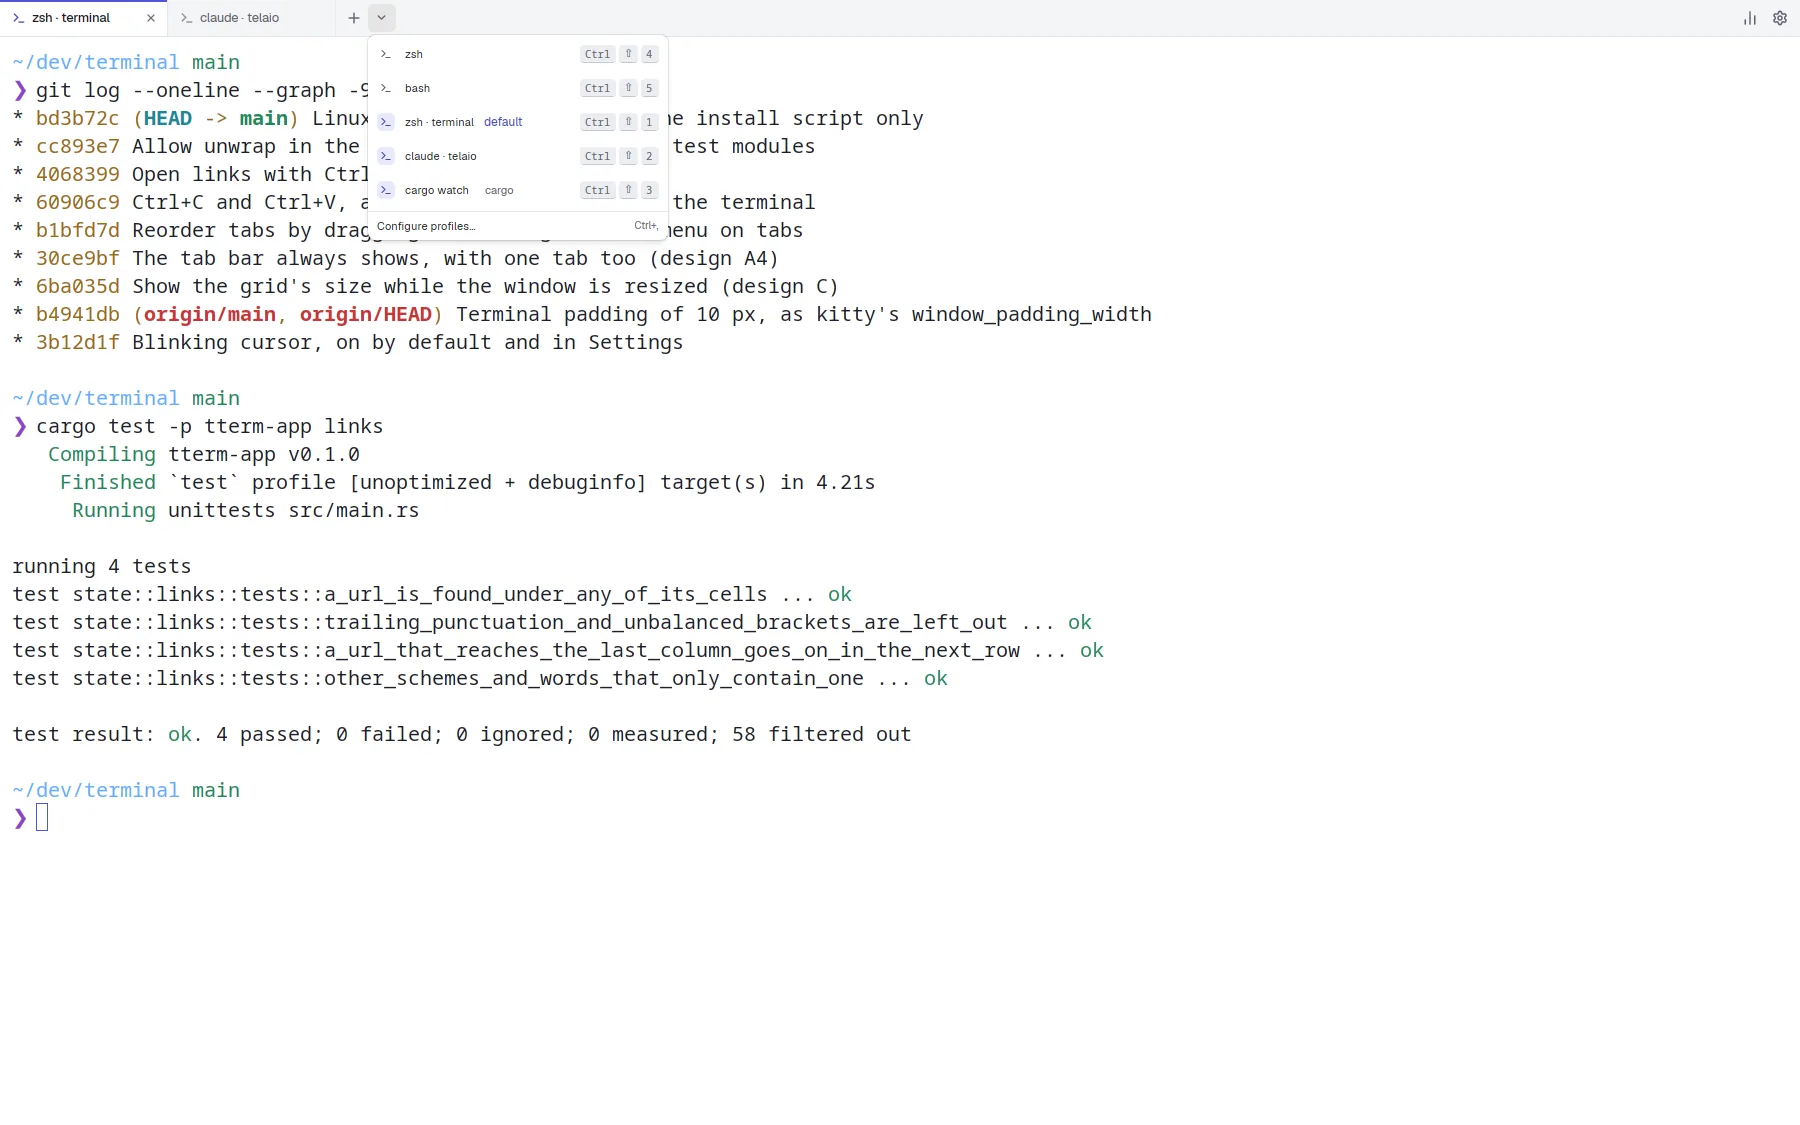 zsh · terminal
claude · telaio
zsh Ctrl ⇧ 4
bash Ctrl ⇧ 5
zsh · terminal default Ctrl ⇧ 1
claude · telaio Ctrl ⇧ 2
cargo watch cargo Ctrl ⇧ 3
Configure profiles… Ctrl+,
~/dev/terminal main
❯ git log --oneline --graph -9
* bd3b72c (HEAD -> main) Linux install script only
* cc893e7 Allow unwrap in the test modules
* 4068399 Open links with Ctrl
* 60906c9 Ctrl+C and Ctrl+V, the terminal
* b1bfd7d Reorder tabs by menu on tabs
* 30ce9bf The tab bar always shows, with one tab too (design A4)
* 6ba035d Show the grid's size while the window is resized (design C)
* b4941db (origin/main, origin/HEAD) Terminal padding of 10 px, as kitty's window_padding_width
* 3b12d1f Blinking cursor, on by default and in Settings
~/dev/terminal main
❯ cargo test -p tterm-app links
Compiling tterm-app v0.1.0
Finished `test` profile [unoptimized + debuginfo] target(s) in 4.21s
Running unittests src/main.rs
running 4 tests
test state::links::tests::a_url_is_found_under_any_of_its_cells ... ok
test state::links::tests::trailing_punctuation_and_unbalanced_brackets_are_left_out ... ok
test state::links::tests::a_url_that_reaches_the_last_column_goes_on_in_the_next_row ... ok
test state::links::tests::other_schemes_and_words_that_only_contain_one ... ok
test result: ok. 4 passed; 0 failed; 0 ignored; 0 measured; 58 filtered out
~/dev/terminal main
❯